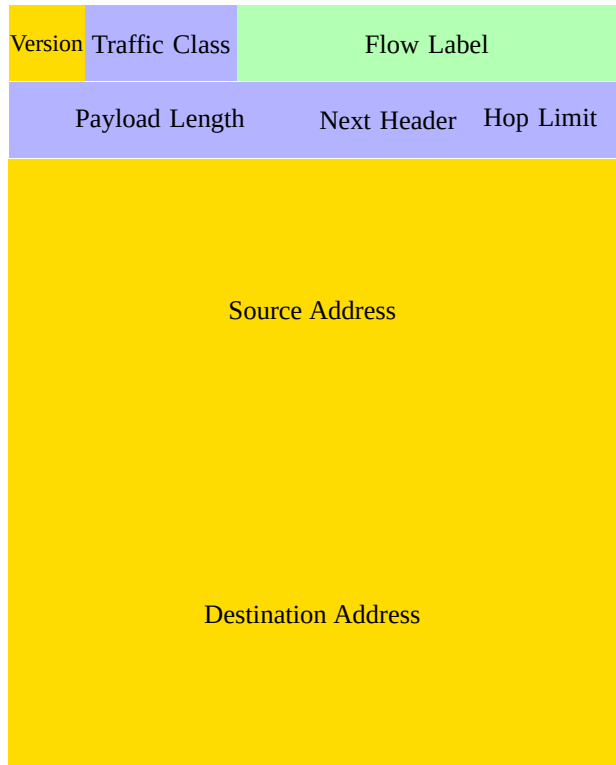 Version Traffic Class Flow Label
Payload Length Next Header Hop Limit
Source Address
Destination Address